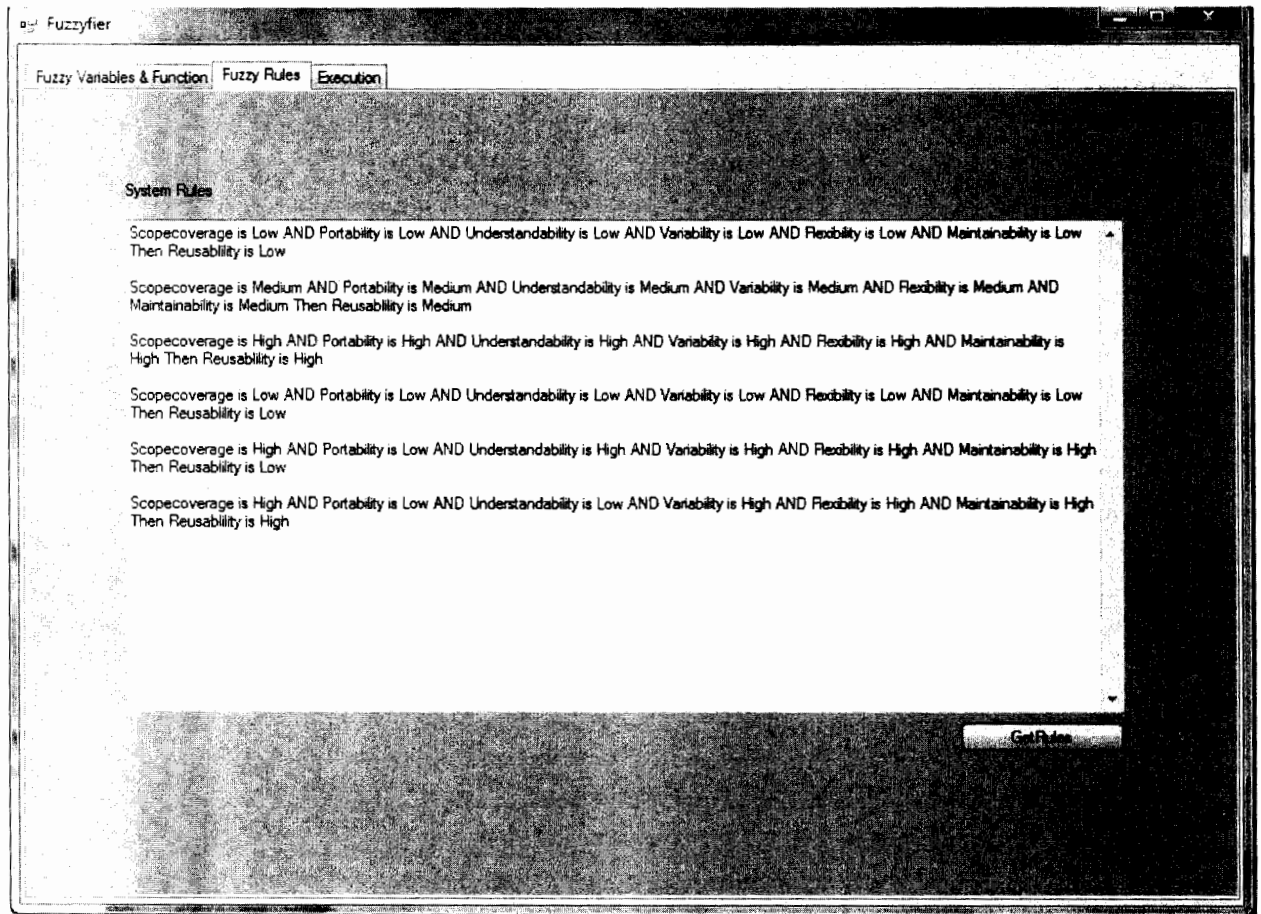 Fuzzyfier
Fuzzy Variables & Function Fuzzy Rules Execution
System Rules
Scopecoverage is Low AND Portability is Low AND Understandability is Low AND Variability is Low AND Flexibility is Low AND Maintainability is Low
Then Reusablility is Low
Scopecoverage is Medium AND Portability is Medium AND Understandability is Medium AND Variability is Medium AND Flexibility is Medium AND
Maintainability is Medium Then Reusablility is Medium
Scopecoverage is High AND Portability is High AND Understandability is High AND Variability is High AND Flexibility is High AND Maintainability is
High Then Reusablility is High
Scopecoverage is Low AND Portability is Low AND Understandability is Low AND Variability is Low AND Flexibility is Low AND Maintainability is Low
Then Reusablility is Low
Scopecoverage is High AND Portability is Low AND Understandability is High AND Variability is High AND Flexibility is High AND Maintainability is High
Then Reusablility is Low
Scopecoverage is High AND Portability is Low AND Understandability is Low AND Variability is High AND Flexibility is High AND Maintainability is High
Then Reusablility is High
GetRules